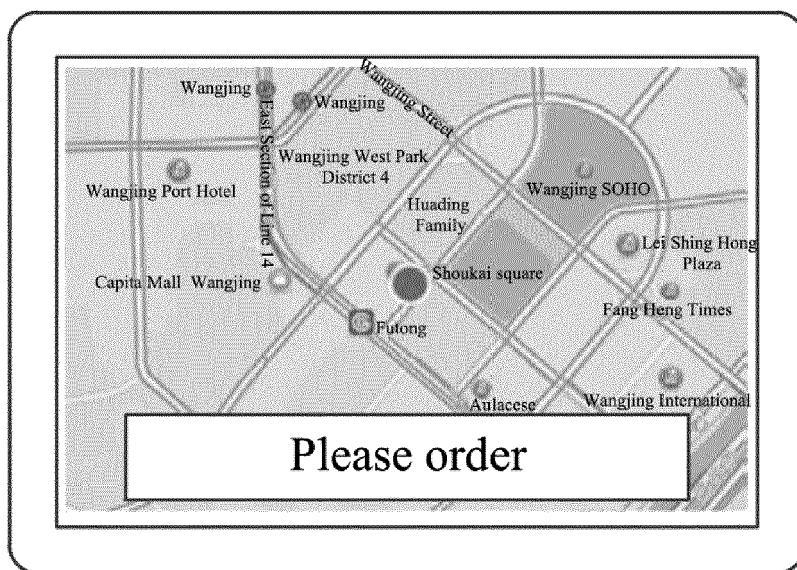 Wangjing
Wangjing
Wangjing Street
East Section of Line 14
Wangjing West Park
District 4
Wangjing Port Hotel
Wangjing SOHO
Huading
Family
Lei Shing Hong
Plaza
Capita Mall Wangjing
Shoukai square
Fang Heng Times
Futong
Aulacese
Wangjing International
Please order